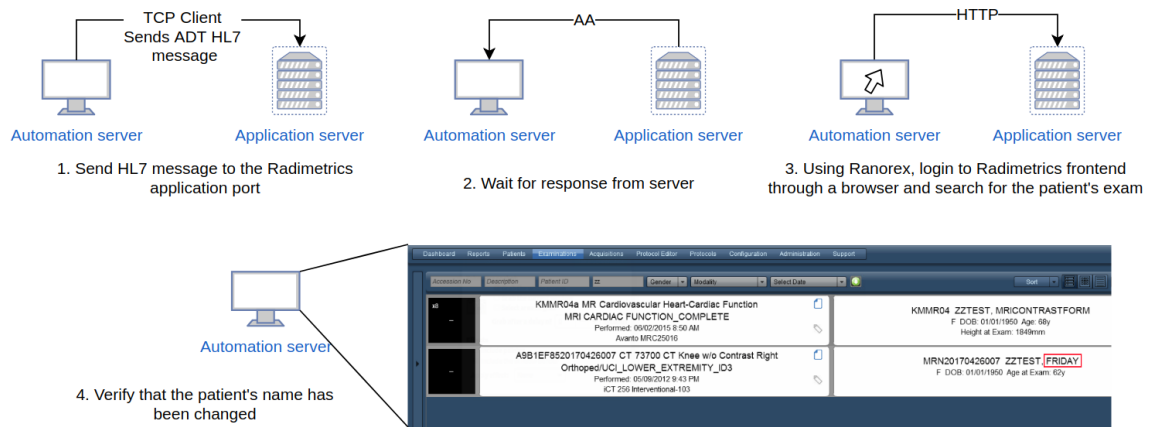 TCP Client
Sends ADT HL7
message
Automation server
Application server
1. Send HL7 message to the Radimetrics
application port
AA
Automation server
Application server
2. Wait for response from server
HTTP
Automation server
Application server
3. Using Ranorex, login to Radimetrics frontend
through a browser and search for the patient's exam
Automation server
4. Verify that the patient's name has
been changed
Dashboard Reports Patients Examinations Acquisitions Protocol Editor Protocols Configuration Administration Support
Accession No Description Patient ID zz Gender Modality Select Date Sort
x0
KMMR04a MR Cardiovascular Heart-Cardiac Function
MRI CARDIAC FUNCTION_COMPLETE
Performed: 06/02/2015 8:50 AM
Avanto MRC25016
KMMR04 ZZTEST, MRICONTRASTFORM
F DOB: 01/01/1950 Age: 68y
Height at Exam: 1849mm
A9B1EF8520170426007 CT 73700 CT Knee w/o Contrast Right
Orthoped/UCI_LOWER_EXTREMITY_ID3
Performed: 05/09/2012 9:43 PM
iCT 256 Interventional-103
MRN20170426007 ZZTEST, FRIDAY
F DOB: 01/01/1950 Age at Exam: 62y